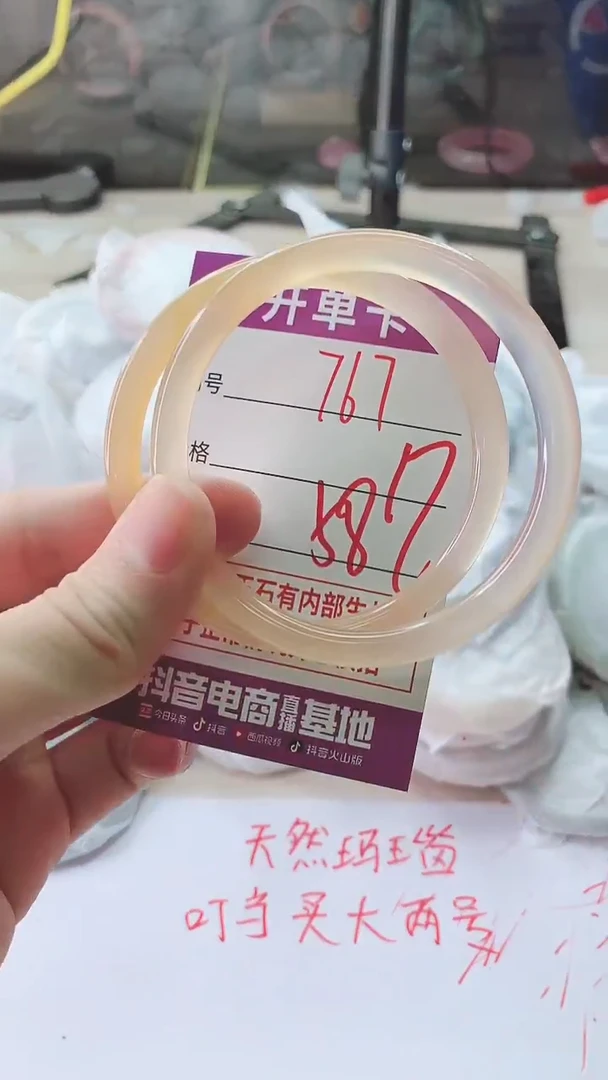 开单卡
号
767
格
587
玉石有内部生
抖音电商直播基地
今日头条 抖音 西瓜视频 抖音火山版
天然玛瑙
叮当买大两号